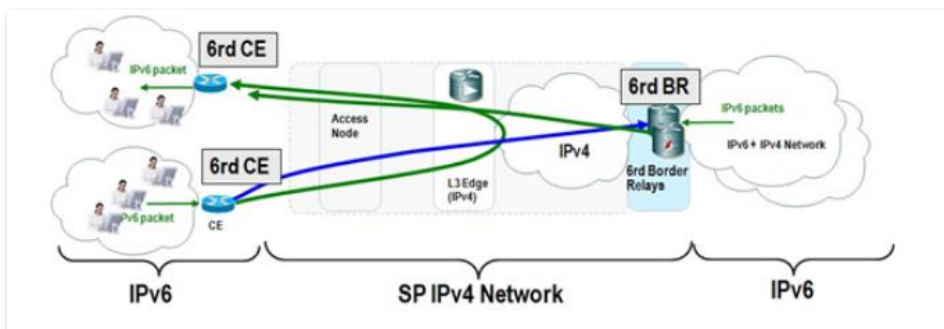 6rd CE
IPv6 packet
Access
Node
6rd BR
IPv6 packets
IPv4
IPv6 + IPv4 Network
6rd CE
L3 Edge
(IPv4)
6rd Border
Relays
Pv6 packet
CE
IPv6
SP IPv4 Network
IPv6